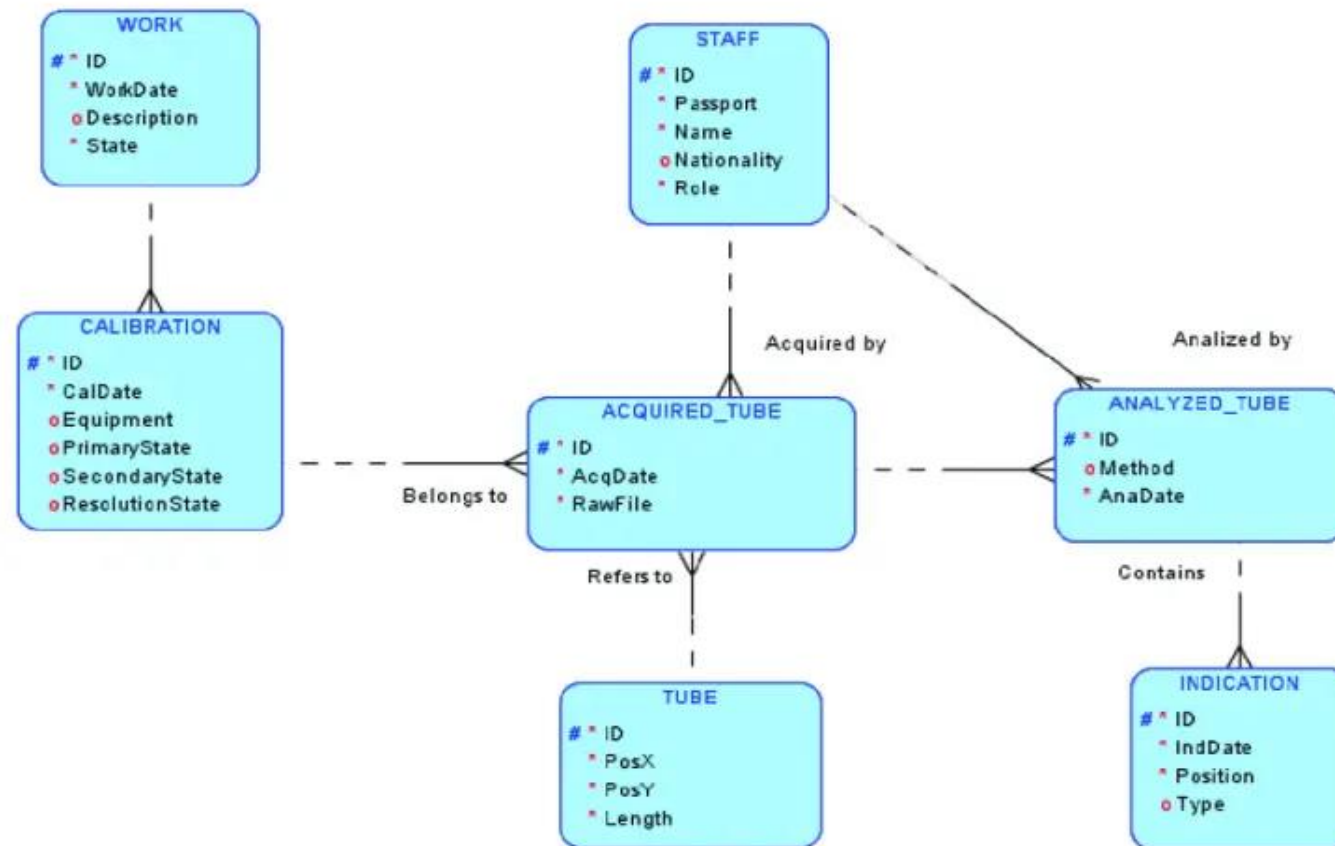 WORK
# * ID
* WorkDate
o Description
* State
STAFF
# * ID
* Passport
* Name
o Nationality
* Role
CALIBRATION
# * ID
* CalDate
o Equipment
o PrimaryState
o SecondaryState
o ResolutionState
Acquired by
Analized by
Belongs to
ACQUIRED_TUBE
# * ID
* AcqDate
* RawFile
ANALYZED_TUBE
# * ID
o Method
* AnaDate
Refers to
Contains
TUBE
# * ID
* PosX
* PosY
* Length
INDICATION
# * ID
* IndDate
* Position
o Type